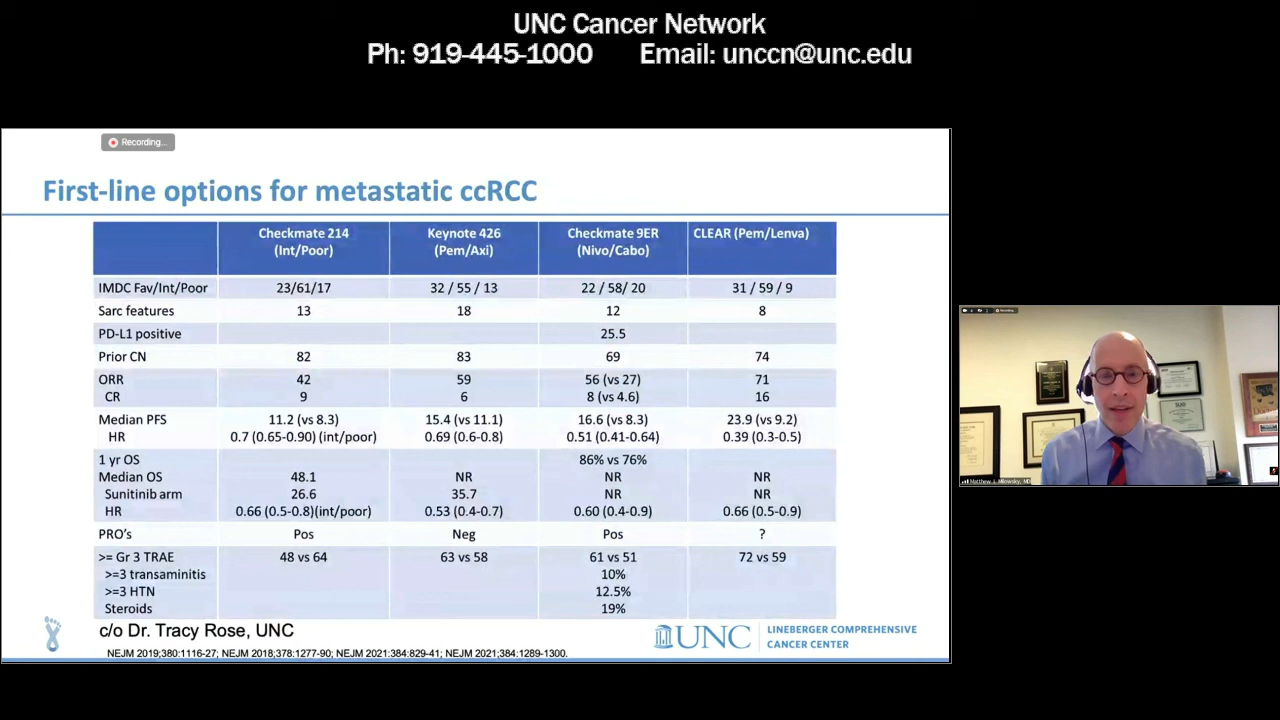 UNC Cancer Network
Ph: 919-445-1000 Email: unccn@unc.edu
Recording...
First-line options for metastatic ccRCC
Checkmate 214 (Int/Poor) Keynote 426 (Pem/Axi) Checkmate 9ER (Nivo/Cabo) CLEAR (Pem/Lenva)
IMDC Fav/Int/Poor 23/61/17 32 / 55 / 13 22 / 58/ 20 31 / 59 / 9
Sarc features 13 18 12 8
PD-L1 positive 25.5
Prior CN 82 83 69 74
ORR 42 59 56 (vs 27) 71
CR 9 6 8 (vs 4.6) 16
Median PFS 11.2 (vs 8.3) 15.4 (vs 11.1) 16.6 (vs 8.3) 23.9 (vs 9.2)
HR 0.7 (0.65-0.90) (int/poor) 0.69 (0.6-0.8) 0.51 (0.41-0.64) 0.39 (0.3-0.5)
1 yr OS 86% vs 76%
Median OS 48.1 NR NR NR
Sunitinib arm 26.6 35.7 NR NR
HR 0.66 (0.5-0.8)(int/poor) 0.53 (0.4-0.7) 0.60 (0.4-0.9) 0.66 (0.5-0.9)
PRO's Pos Neg Pos ?
>= Gr 3 TRAE 48 vs 64 63 vs 58 61 vs 51 72 vs 59
>=3 transaminitis 10%
>=3 HTN 12.5%
Steroids 19%
c/o Dr. Tracy Rose, UNC
NEJM 2019;380:1116-27; NEJM 2018;378:1277-90; NEJM 2021:384:829-41; NEJM 2021;384:1289-1300.
UNC LINEBERGER COMPREHENSIVE
CANCER CENTER
Matthew I. Milowsky, MD